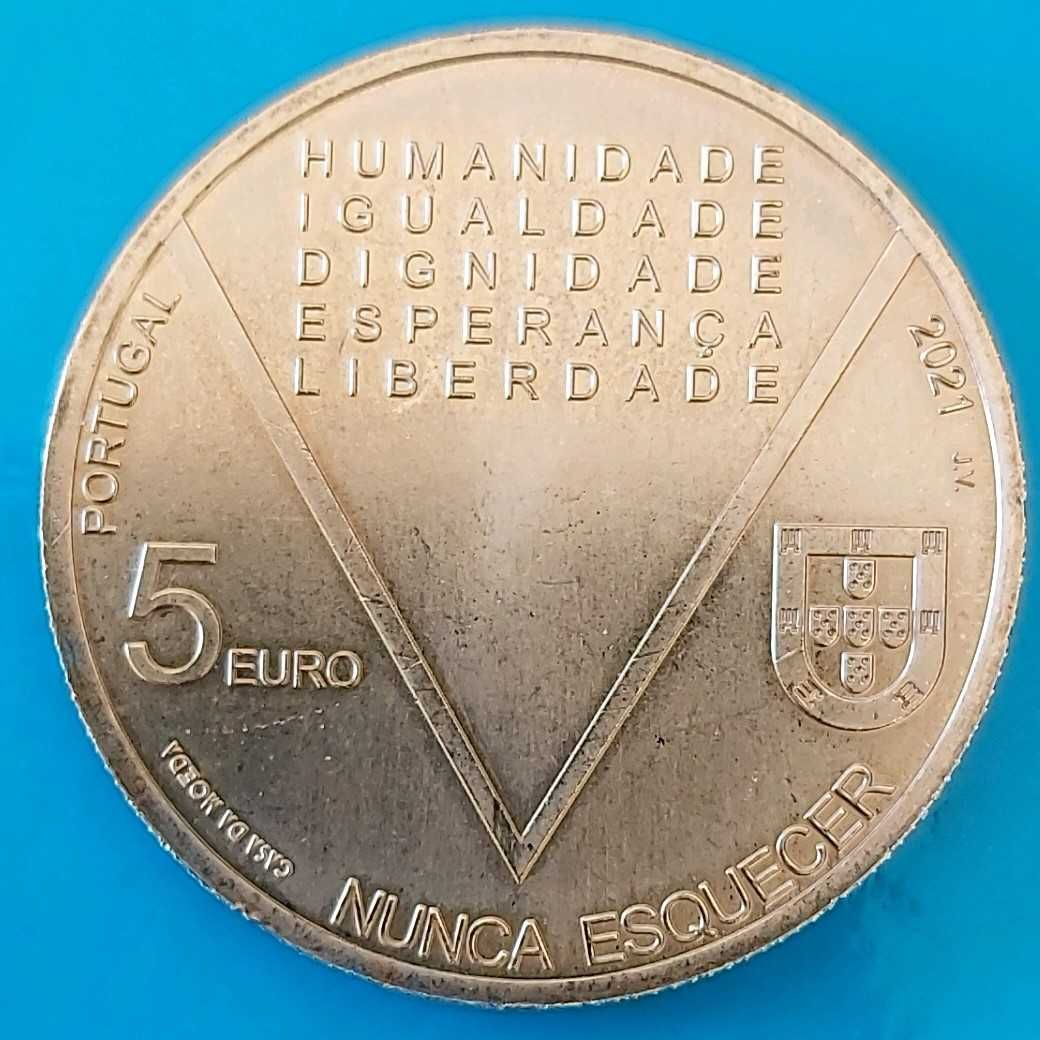 HUMANIDADE
IGUALDADE
DIGNIDADE
ESPERANÇA
LIBERDADE
PORTUGAL
2021 J.V.
5 EURO
CASA DA MOEDA
NUNCA ESQUECER